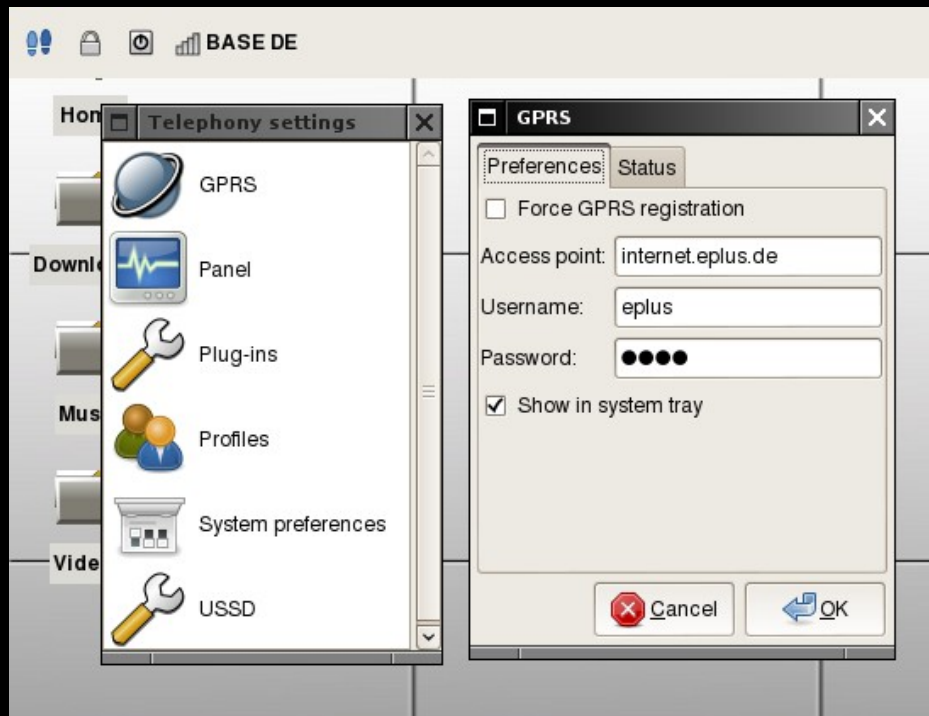 BASE DE
Hom
Downlo
Mus
Vide
Telephony settings
GPRS
Panel
Plug-ins
Profiles
System preferences
USSD
GPRS
Preferences
Status
Force GPRS registration
Access point: internet.eplus.de
Username: eplus
Password: ●●●●
Show in system tray
Cancel
OK